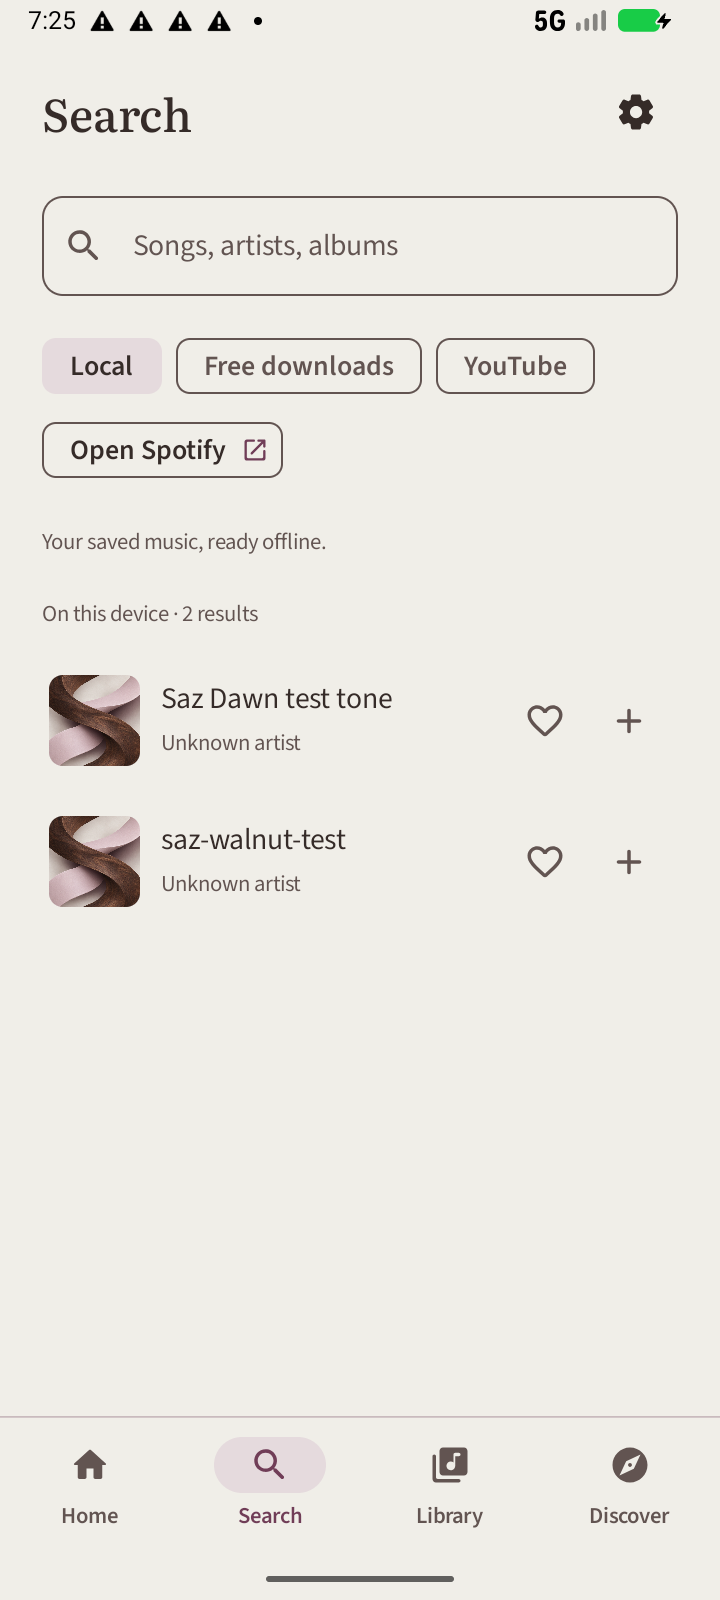 7:25
5G
Search
Songs, artists, albums
Local
Free downloads
YouTube
Open Spotify
Your saved music, ready offline.
On this device · 2 results
Saz Dawn test tone
Unknown artist
saz-walnut-test
Unknown artist
Home
Search
Library
Discover